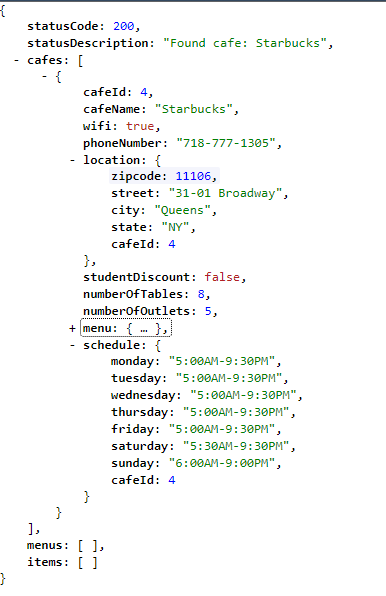 {
statusCode: 200,
statusDescription: "Found cafe: Starbucks",
- cafes: [
- {
cafeId: 4,
cafeName: "Starbucks",
wifi: true,
phoneNumber: "718-777-1305",
- location: {
zipcode: 11106,
street: "31-01 Broadway",
city: "Queens",
state: "NY",
cafeId: 4
},
studentDiscount: false,
numberOfTables: 8,
numberOfOutlets: 5,
+ menu: { … },
- schedule: {
monday: "5:00AM-9:30PM",
tuesday: "5:00AM-9:30PM",
wednesday: "5:00AM-9:30PM",
thursday: "5:00AM-9:30PM",
friday: "5:00AM-9:30PM",
saturday: "5:30AM-9:30PM",
sunday: "6:00AM-9:00PM",
cafeId: 4
}
}
],
menus: [ ],
items: [ ]
}